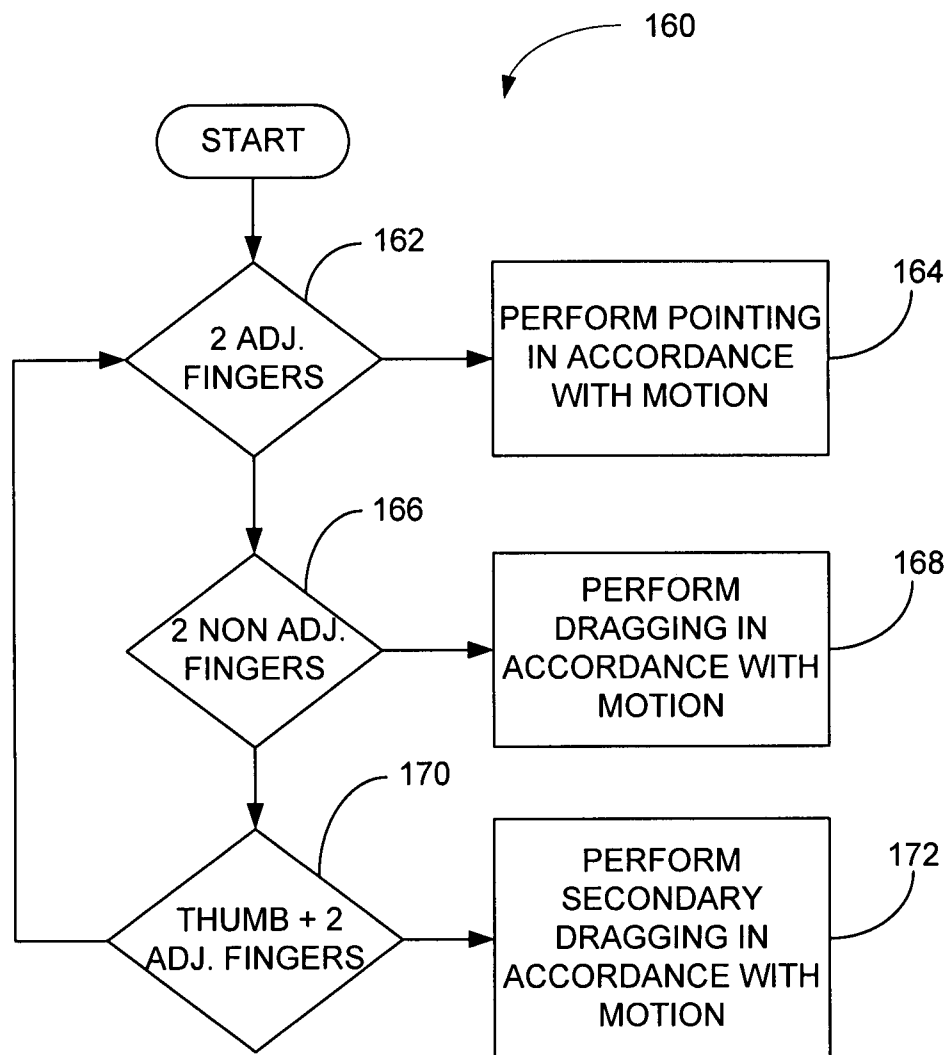 160
START
162
2 ADJ.
FINGERS
PERFORM POINTING
IN ACCORDANCE
WITH MOTION
164
166
2 NON ADJ.
FINGERS
PERFORM
DRAGGING IN
ACCORDANCE WITH
MOTION
168
170
THUMB + 2
ADJ. FINGERS
PERFORM
SECONDARY
DRAGGING IN
ACCORDANCE WITH
MOTION
172